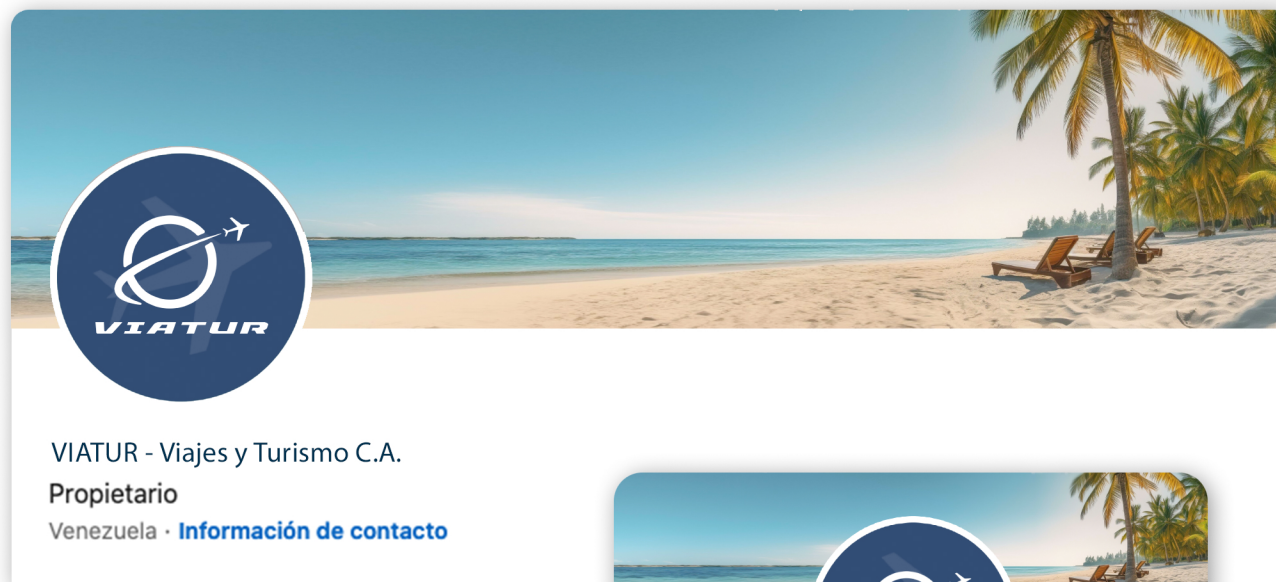 VIATUR
VIATUR - Viajes y Turismo C.A.
Propietario
Venezuela · Información de contacto